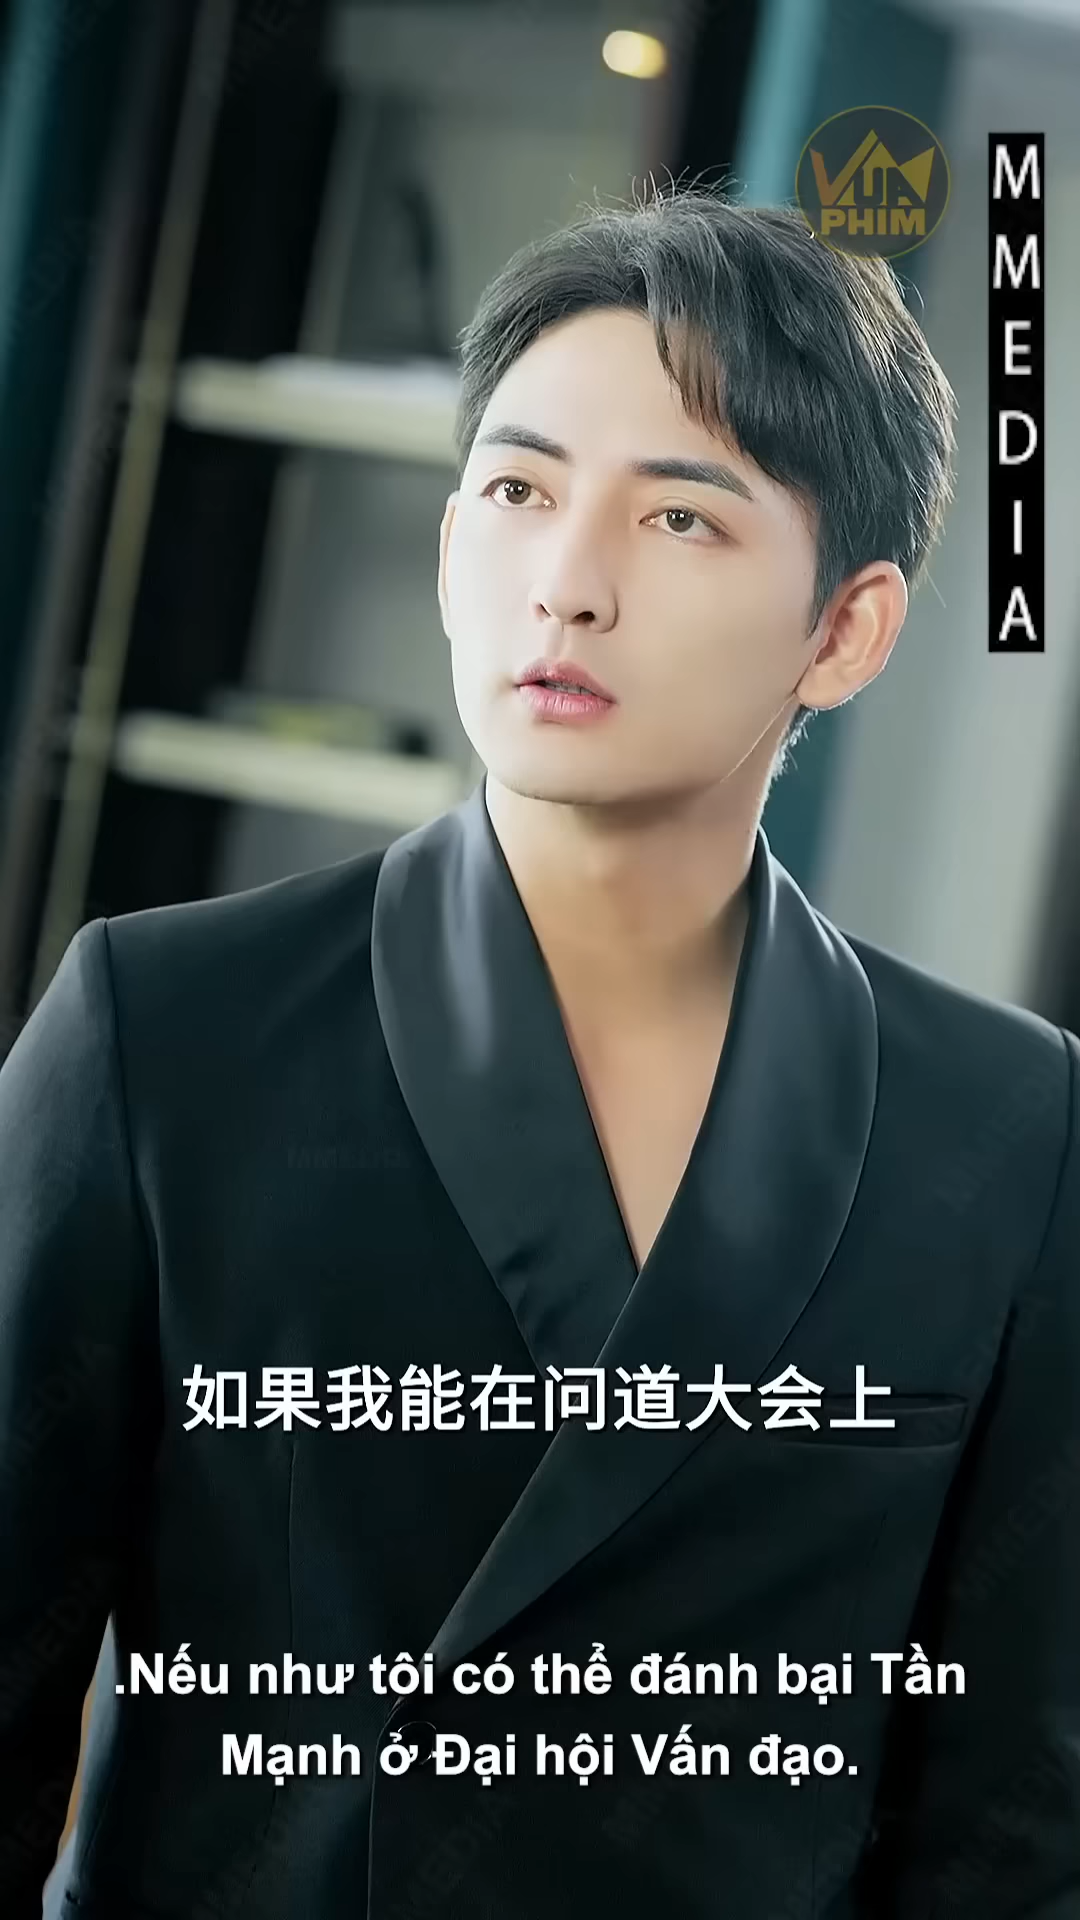 VUA
PHIM
MMEDIA
如果我能在问道大会上
.Nếu như tôi có thể đánh bại Tần
Mạnh ở Đại hội Vấn đạo.